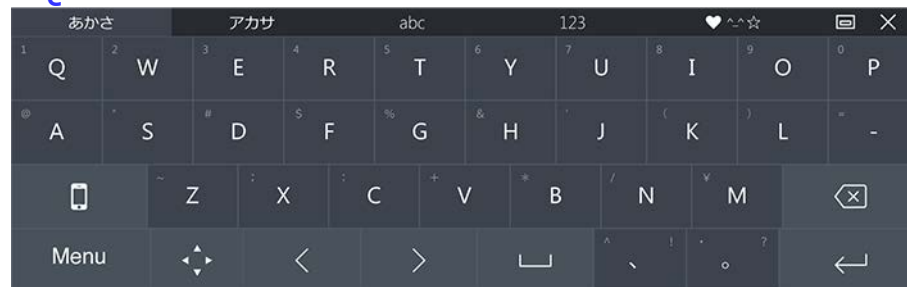 あかさ アカサ abc 123 ♥ ^_^ ☆
1 Q 2 W 3 E 4 R 5 T 6 Y 7 U 8 I 9 O 0 P
@ A * S # D $ F % G & H ' J ( K ) L = -
~ Z ; X : C + V * B / N ¥ M
Menu ^ 、 ! ・ 。 ?